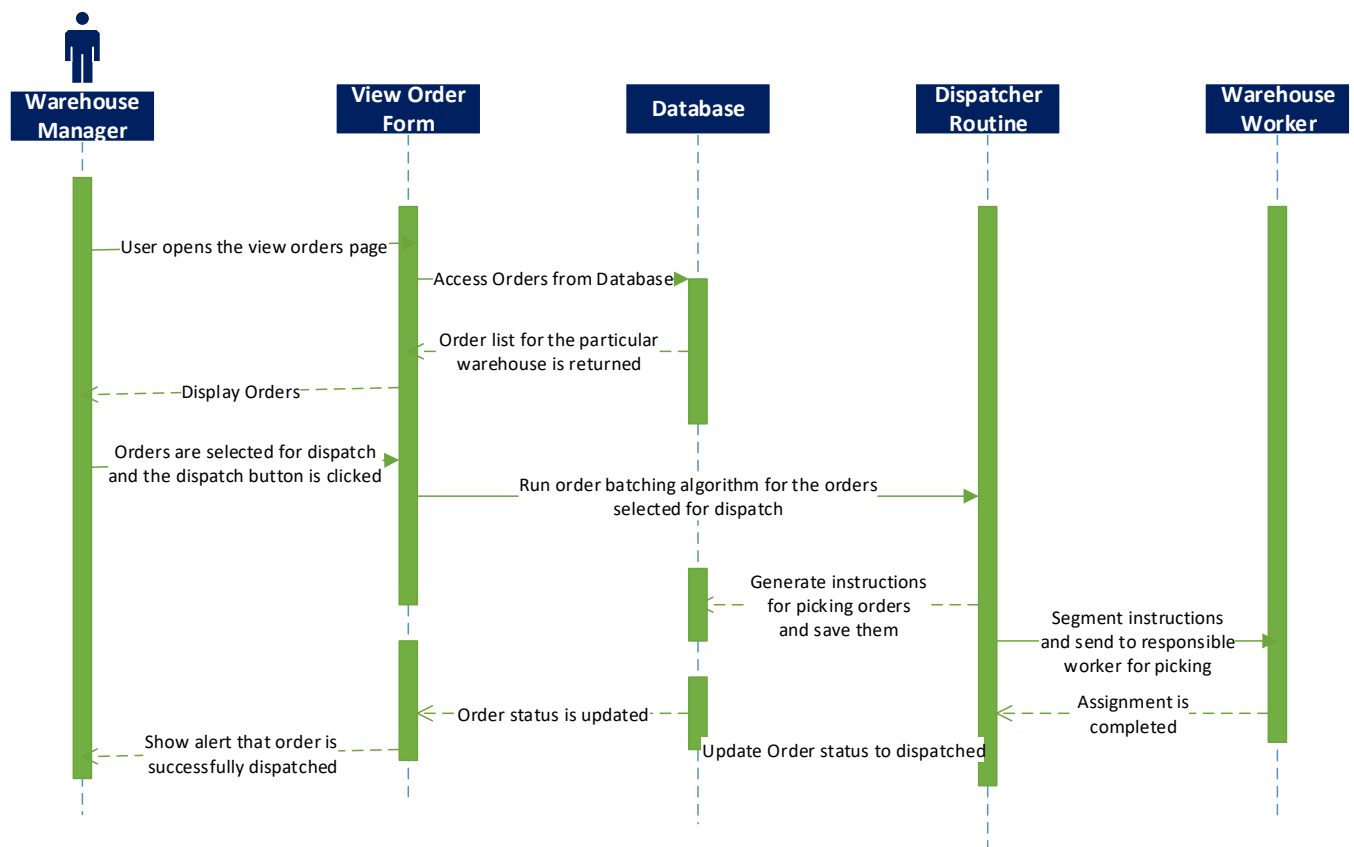 Warehouse
Manager
View Order
Form
Database
Dispatcher
Routine
Warehouse
Worker
User opens the view orders page
Access Orders from Database
Order list for the particular
warehouse is returned
Display Orders
Orders are selected for dispatch
and the dispatch button is clicked
Run order batching algorithm for the orders
selected for dispatch
Generate instructions
for picking orders
and save them
Segment instructions
and send to responsible
worker for picking
Assignment is
completed
Order status is updated
Update Order status to dispatched
Show alert that order is
successfully dispatched